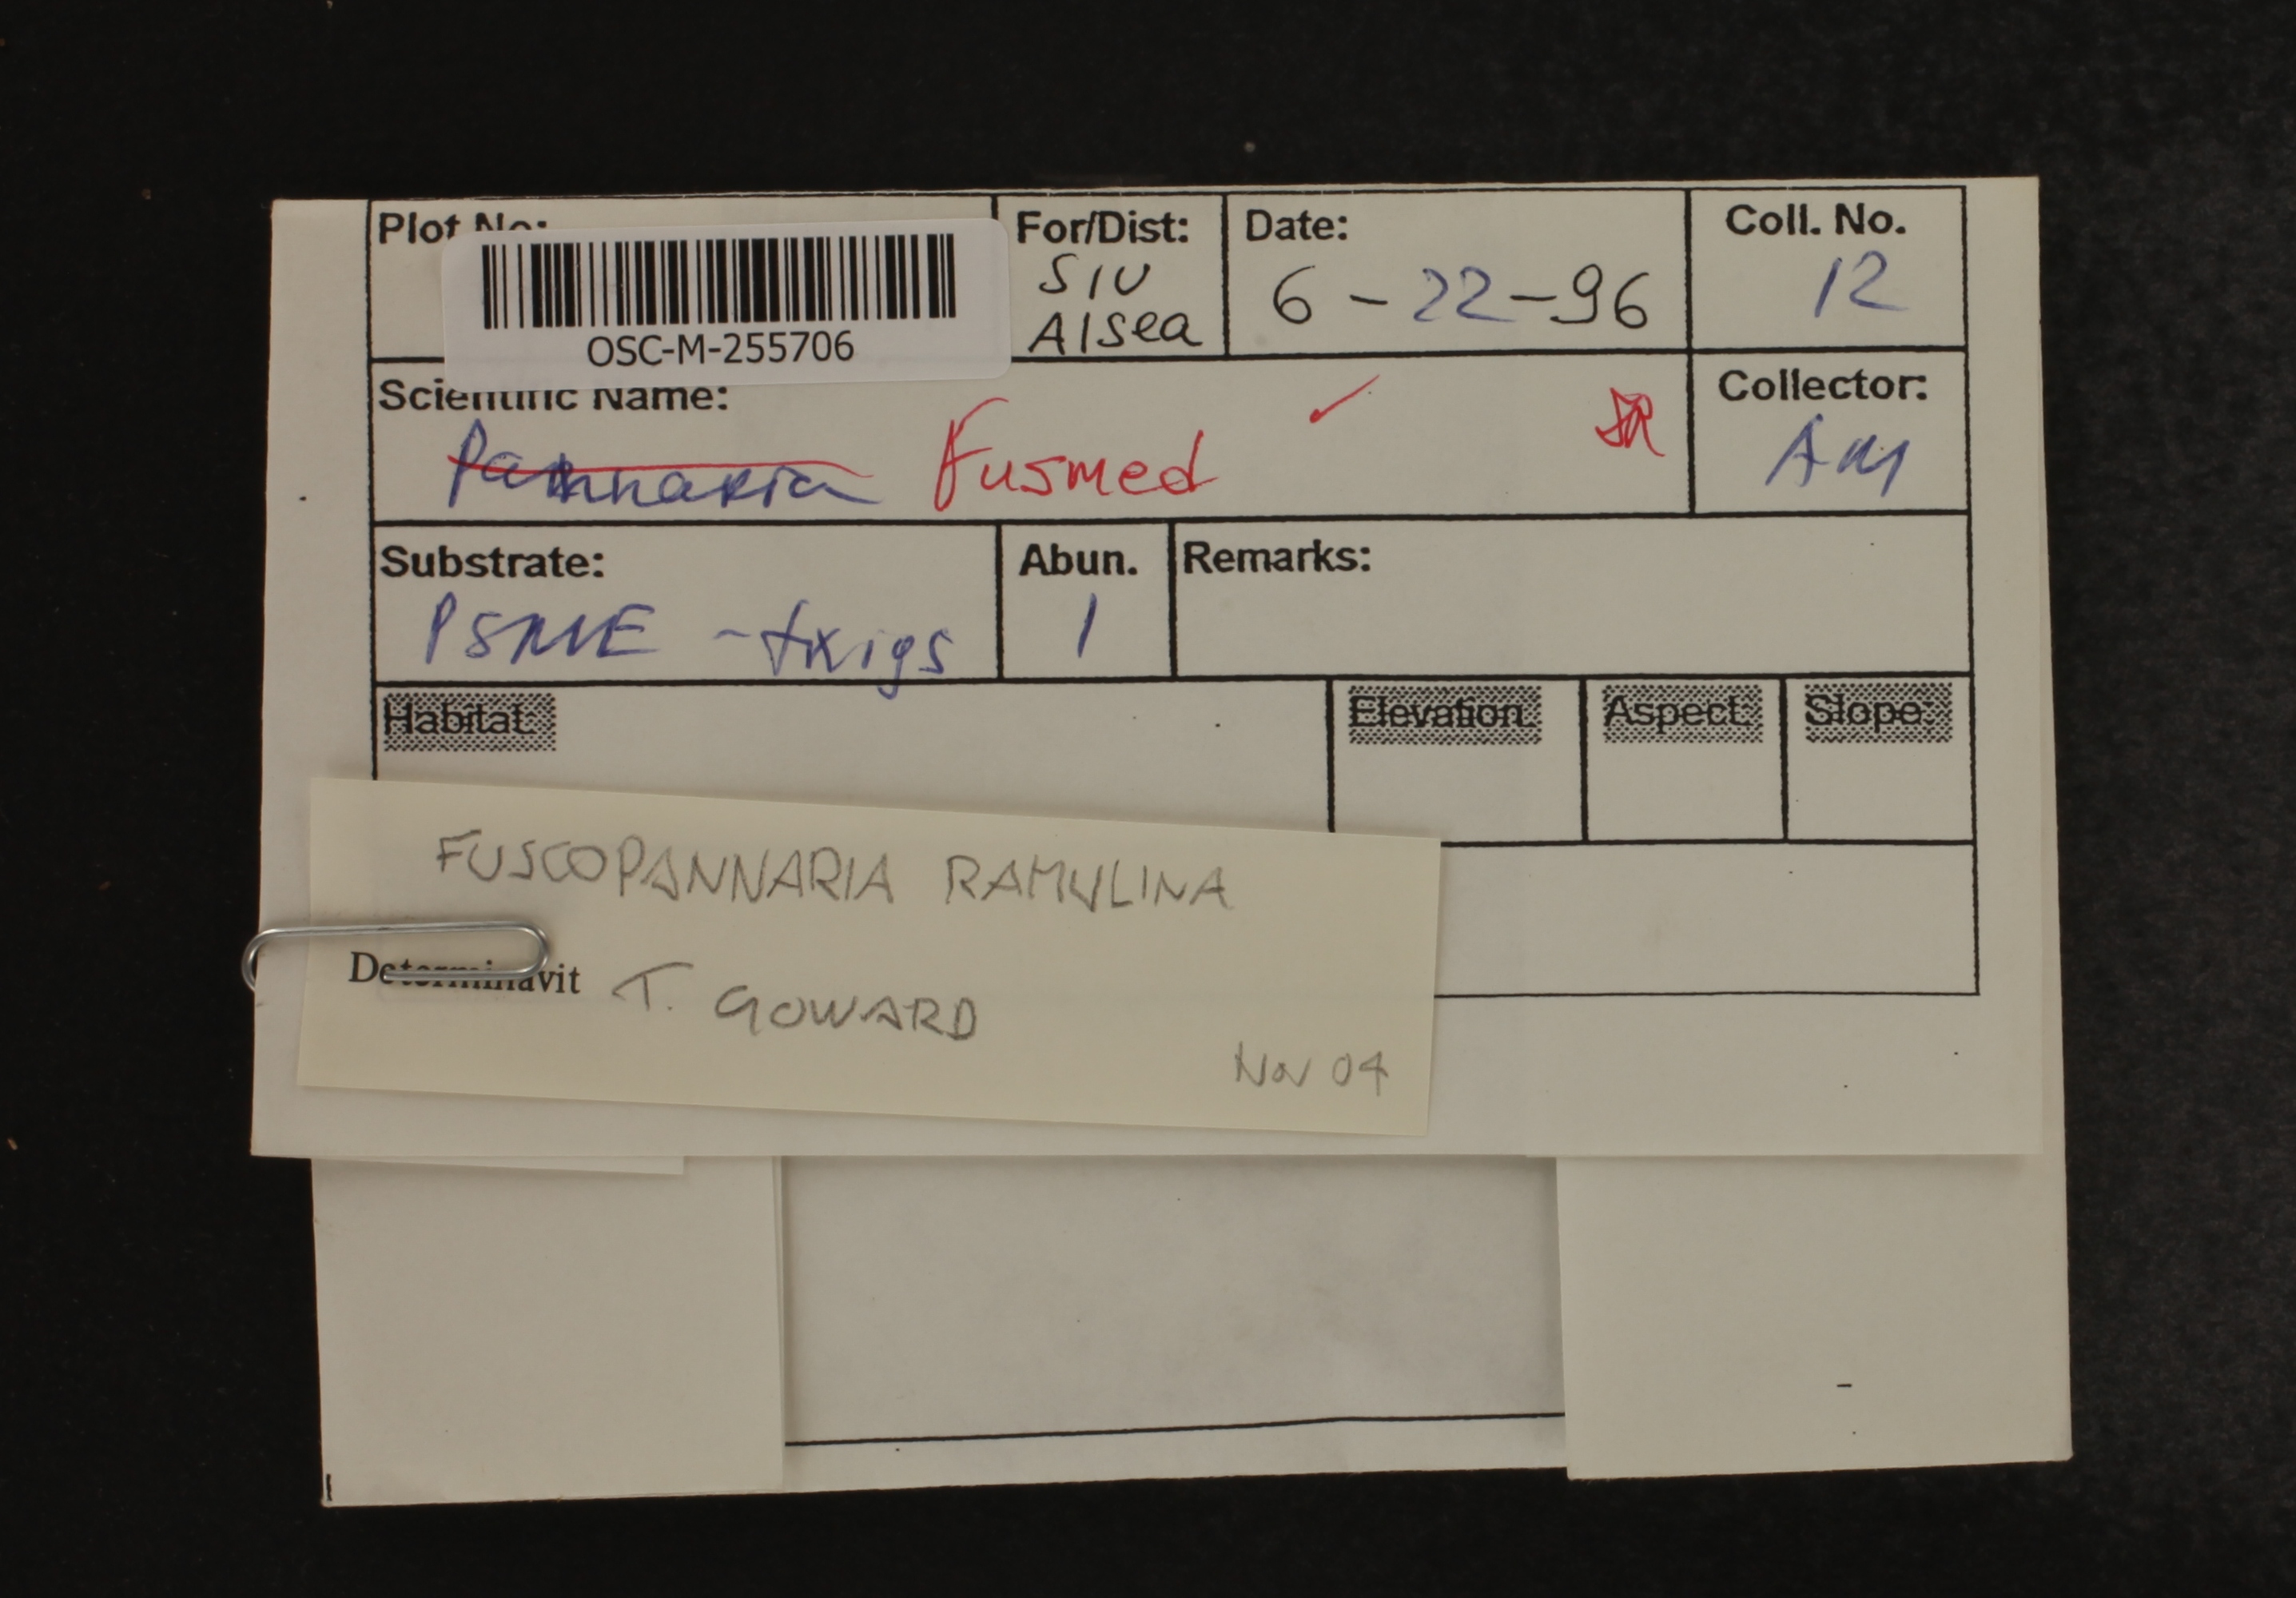 Plot No:
OSC-M-255706
For/Dist:
SIU
Alsea
Date:
6-22-96
Coll. No.
12
Scientific Name:
Pannaria Fusmed ✓
Collector:
AM
Substrate:
PSME - twigs
Abun.
1
Remarks:
Habitat:
Elevation:
Aspect:
Slope:
FUSCOPANNARIA RAMULINA
Determinavit T. GOWARD
Nov 04